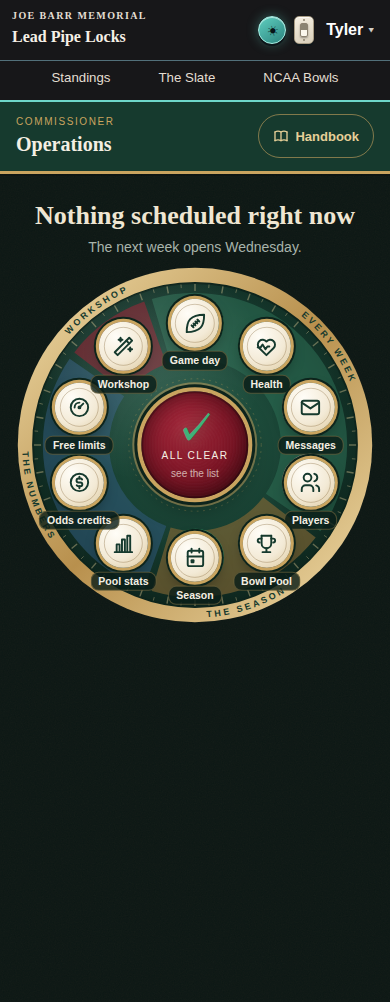 JOE BARR MEMORIAL
Lead Pipe Locks
Tyler
Standings
The Slate
NCAA Bowls
COMMISSIONER
Operations
Handbook
Nothing scheduled right now
The next week opens Wednesday.
WORKSHOP
EVERY WEEK
Game day
Workshop
Health
Free limits
Messages
ALL CLEAR
see the list
THE NUMBERS
Odds credits
Players
Pool stats
Season
Bowl Pool
THE SEASON